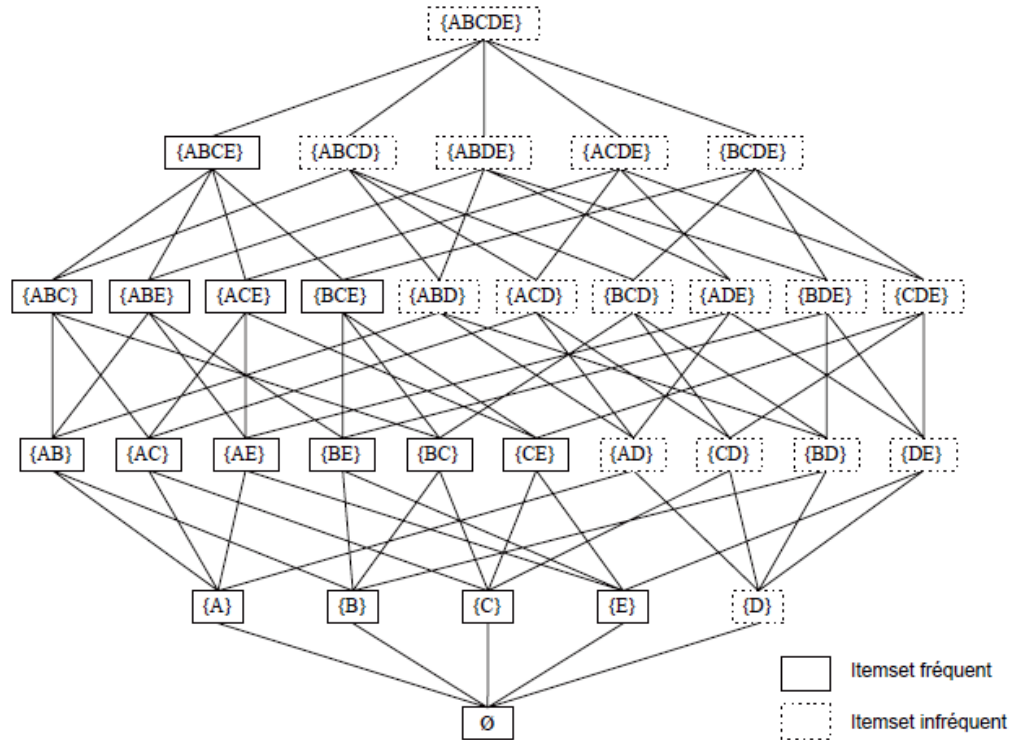 {ABCDE}
{ABCE} {ABCD} {ABDE} {ACDE} {BCDE}
{ABC} {ABE} {ACE} {BCE} {ABD} {ACD} {BCD} {ADE} {BDE} {CDE}
{AB} {AC} {AE} {BE} {BC} {CE} {AD} {CD} {BD} {DE}
{A} {B} {C} {E} {D}
Itemset fréquent
Ø
Itemset infréquent